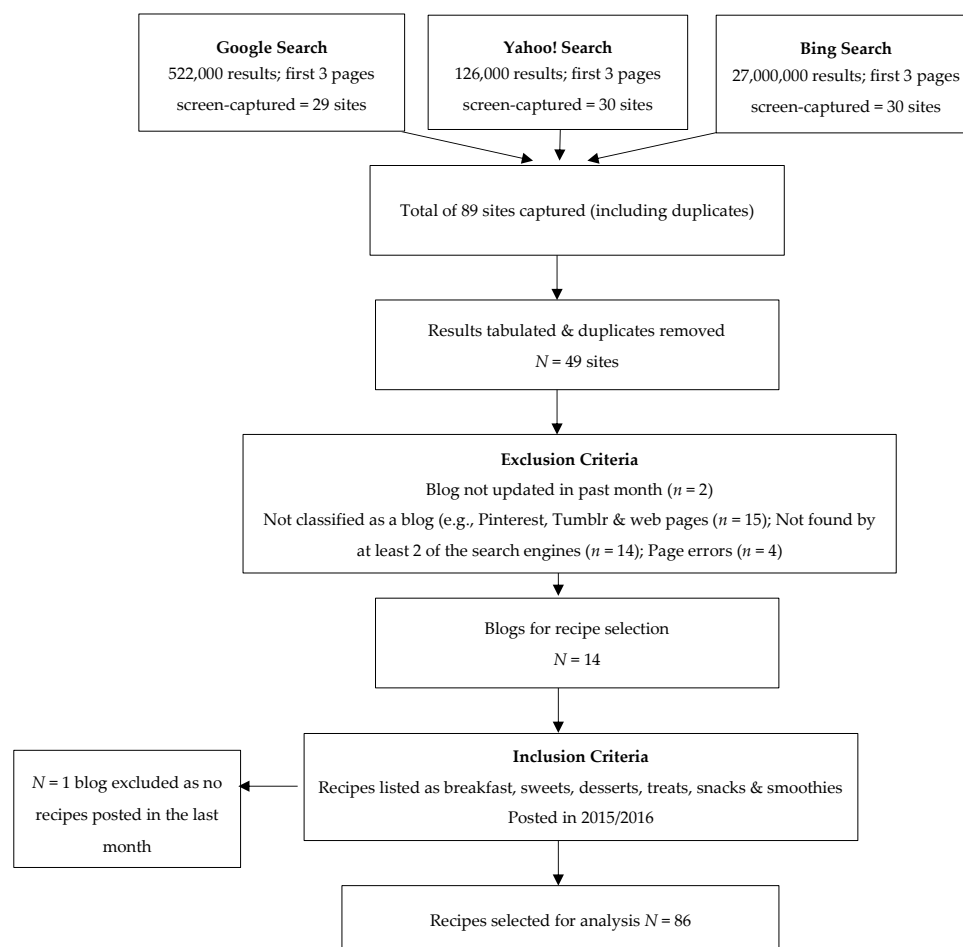 Google Search
522,000 results; first 3 pages
screen-captured = 29 sites
Yahoo! Search
126,000 results; first 3 pages
screen-captured = 30 sites
Bing Search
27,000,000 results; first 3 pages
screen-captured = 30 sites
Total of 89 sites captured (including duplicates)
Results tabulated & duplicates removed
N = 49 sites
Exclusion Criteria
Blog not updated in past month (n = 2)
Not classified as a blog (e.g., Pinterest, Tumblr & web pages (n = 15); Not found by
at least 2 of the search engines (n = 14); Page errors (n = 4)
Blogs for recipe selection
N = 14
Inclusion Criteria
Recipes listed as breakfast, sweets, desserts, treats, snacks & smoothies
Posted in 2015/2016
N = 1 blog excluded as no
recipes posted in the last
month
Recipes selected for analysis N = 86